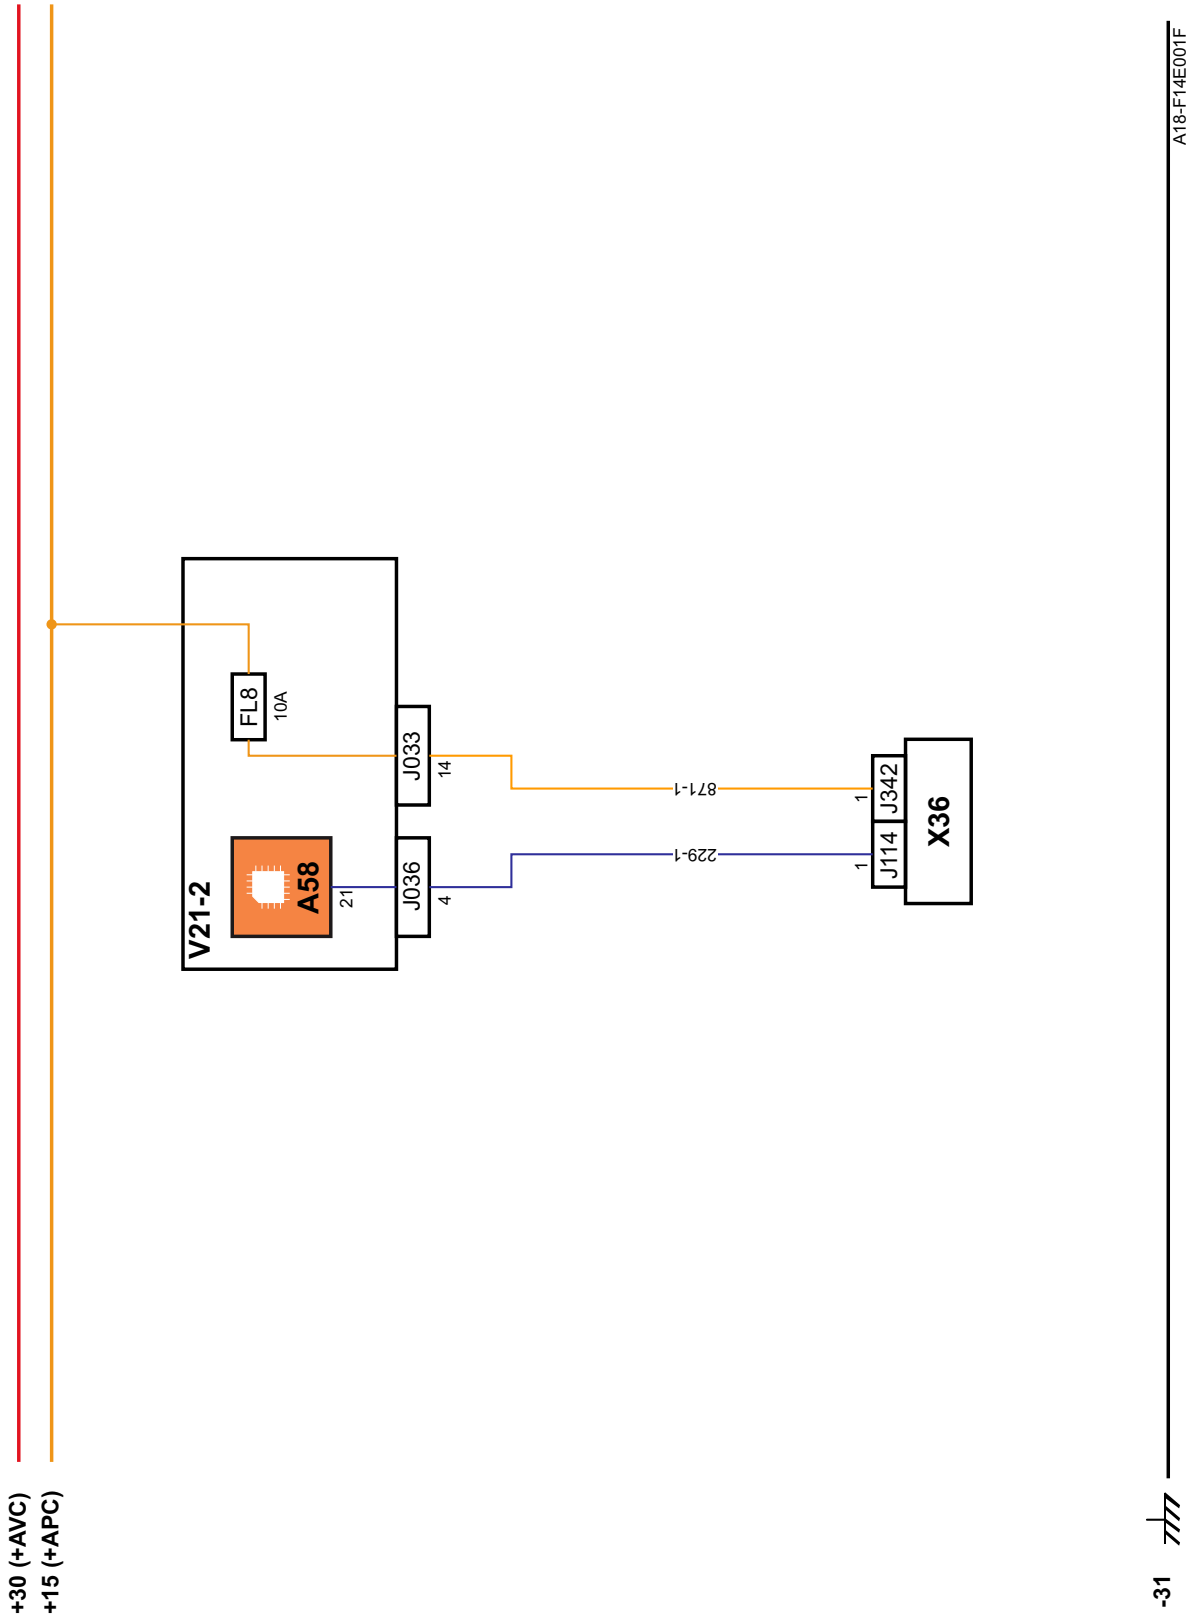 +30 (+AVC)
+15 (+APC)
V21-2
A58
21
FL8
10A
J036
4
J033
14
229-1
871-1
1
J114
1
J342
X36
-31
A18-F14E001F